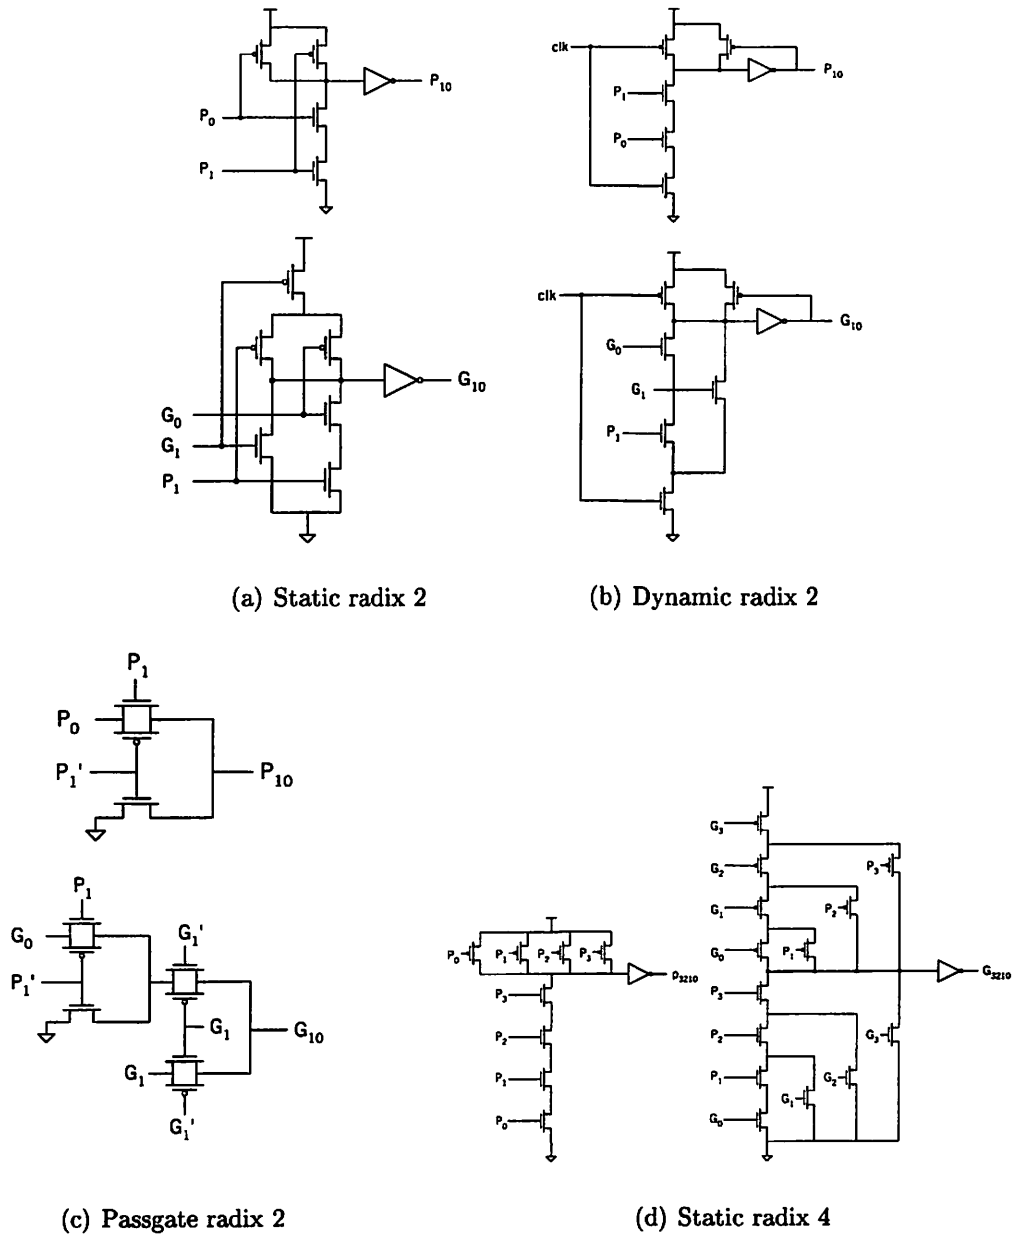 P₁₀
P₀
P₁
clk
P₁₀
P₁
P₀
G₁₀
G₀
G₁
P₁
clk
G₁₀
G₀
G₁
P₁
(a) Static radix 2
(b) Dynamic radix 2
P₁
P₀
P₁'
P₁₀
P₁
G₀
P₁'
G₁'
G₁
G₁₀
G₁
G₁'
P₀
P₁
P₂
P₃
p₃₂₁₀
P₃
P₂
P₁
P₀
G₃
G₂
P₃
G₁
P₂
G₀
P₁
G₃₂₁₀
P₃
P₂
G₃
P₁
G₂
G₁
G₀
(c) Passgate radix 2
(d) Static radix 4